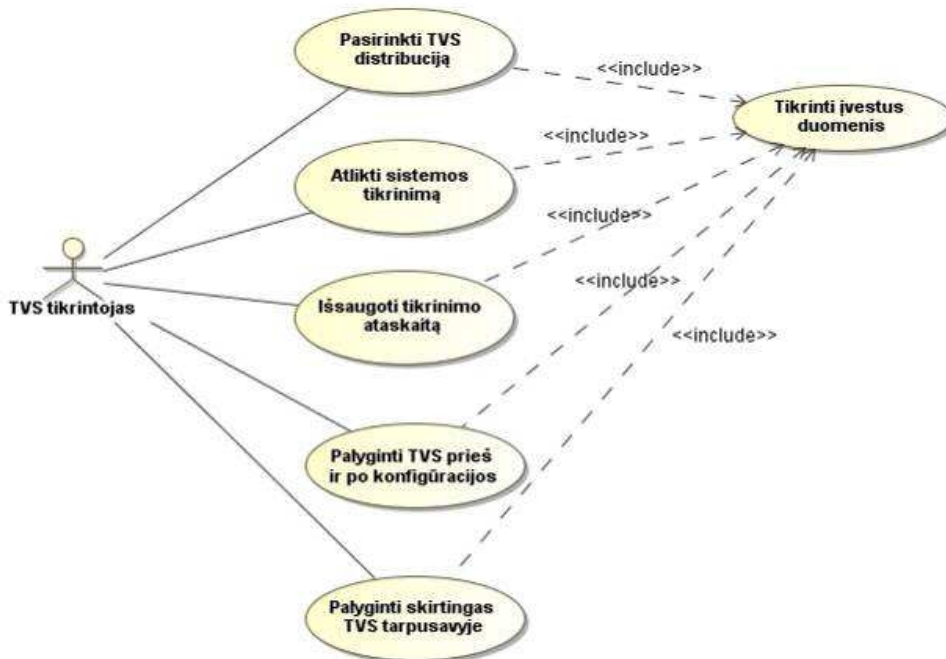 Pasirinkti TVS
distribuciją
<<include>>
Tikrinti įvestus
duomenis
<<include>>
Atlikti sistemos
tikrinimą
<<include>>
TVS tikrintojas
Išsaugoti tikrinimo
ataskaitą
<<include>>
<<include>>
Palyginti TVS prieš
ir po konfigūracijos
Palyginti skirtingas
TVS tarpusavyje